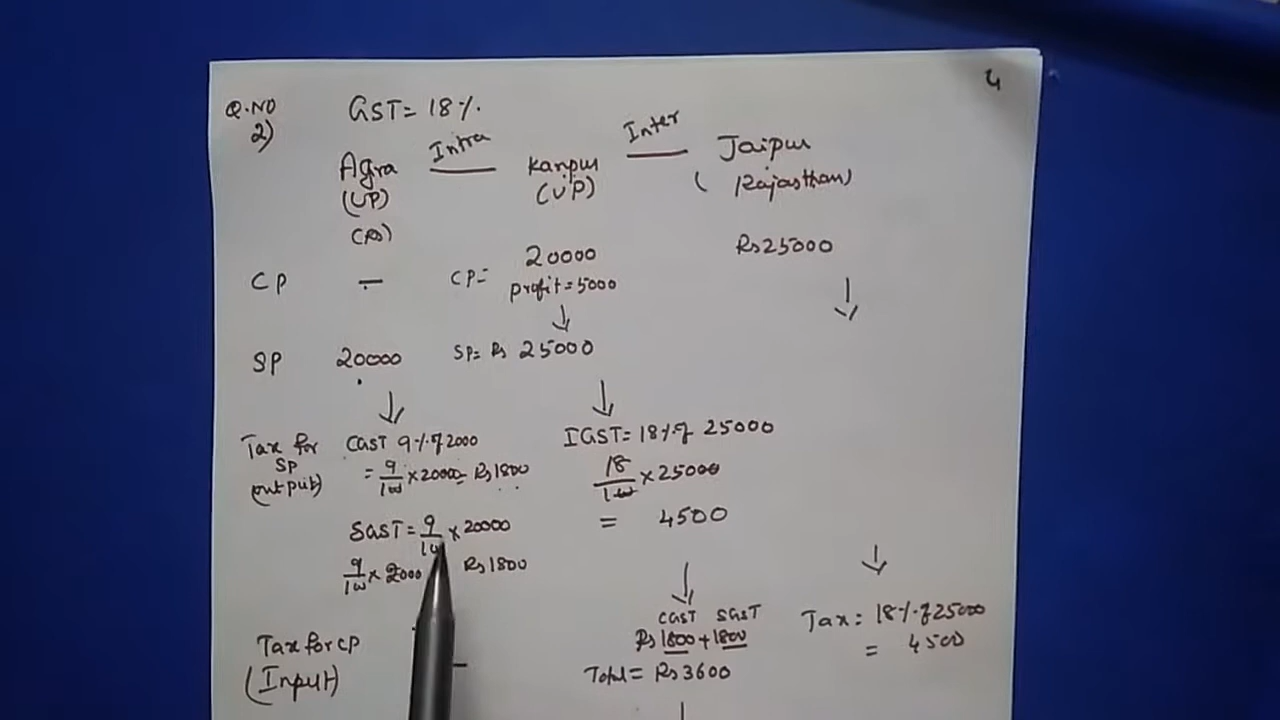 4
Q.NO GST = 18%.
2)
Agra Intra Kanpur Inter Jaipur
(UP) (UP) (Rajasthan)
(Rs)
CP — CP= 20000 Rs25000
profit=5000
SP 20000 SP= Rs 25000
Tax for CGST 9% of 2000 IGST=18% of 25000
SP = 9/100 × 20000 = Rs1800 18/100 × 25000
(output)
SGST = 9/100 × 20000 = 4500
9/100 × 2000 Rs1800
CGST SGST Tax = 18% of 25000
Tax for CP Rs 1800+1800 = 4500
(Input) — Total = Rs3600